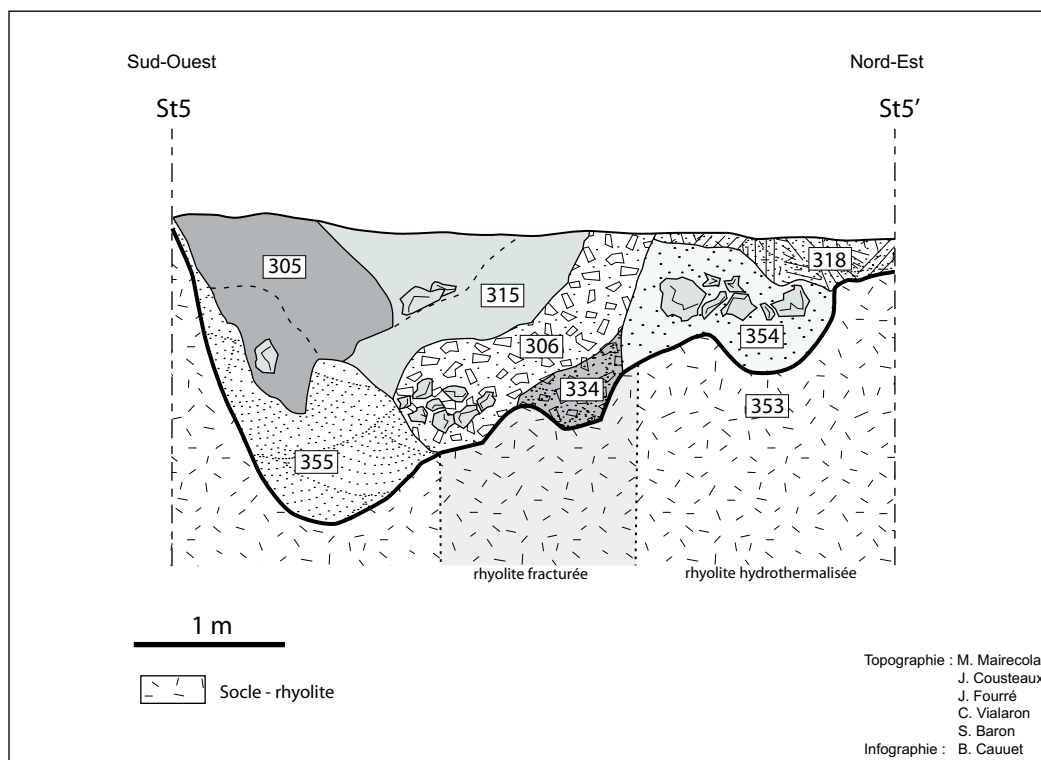 Sud-Ouest
Nord-Est
St5
St5'
305
315
318
306
354
334
353
355
rhyolite fracturée
rhyolite hydrothermalisée
1 m
Socle - rhyolite
Topographie : M. Mairecola
J. Cousteaux
J. Fourré
C. Vialaron
S. Baron
Infographie : B. Cauuet